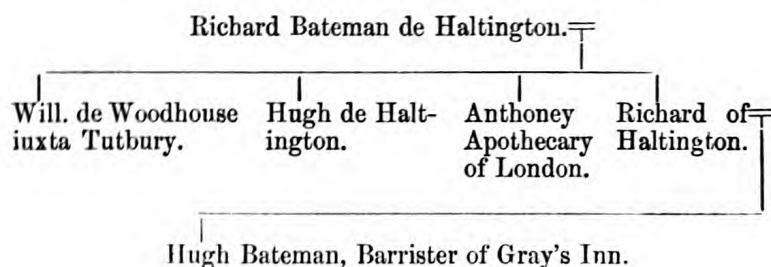 Richard Bateman de Haltington.
Will. de Woodhouse
iuxta Tutbury.
Hugh de Halt-
ington.
Anthoney
Apothecary
of London.
Richard of
Haltington.
Hugh Bateman, Barrister of Gray's Inn.